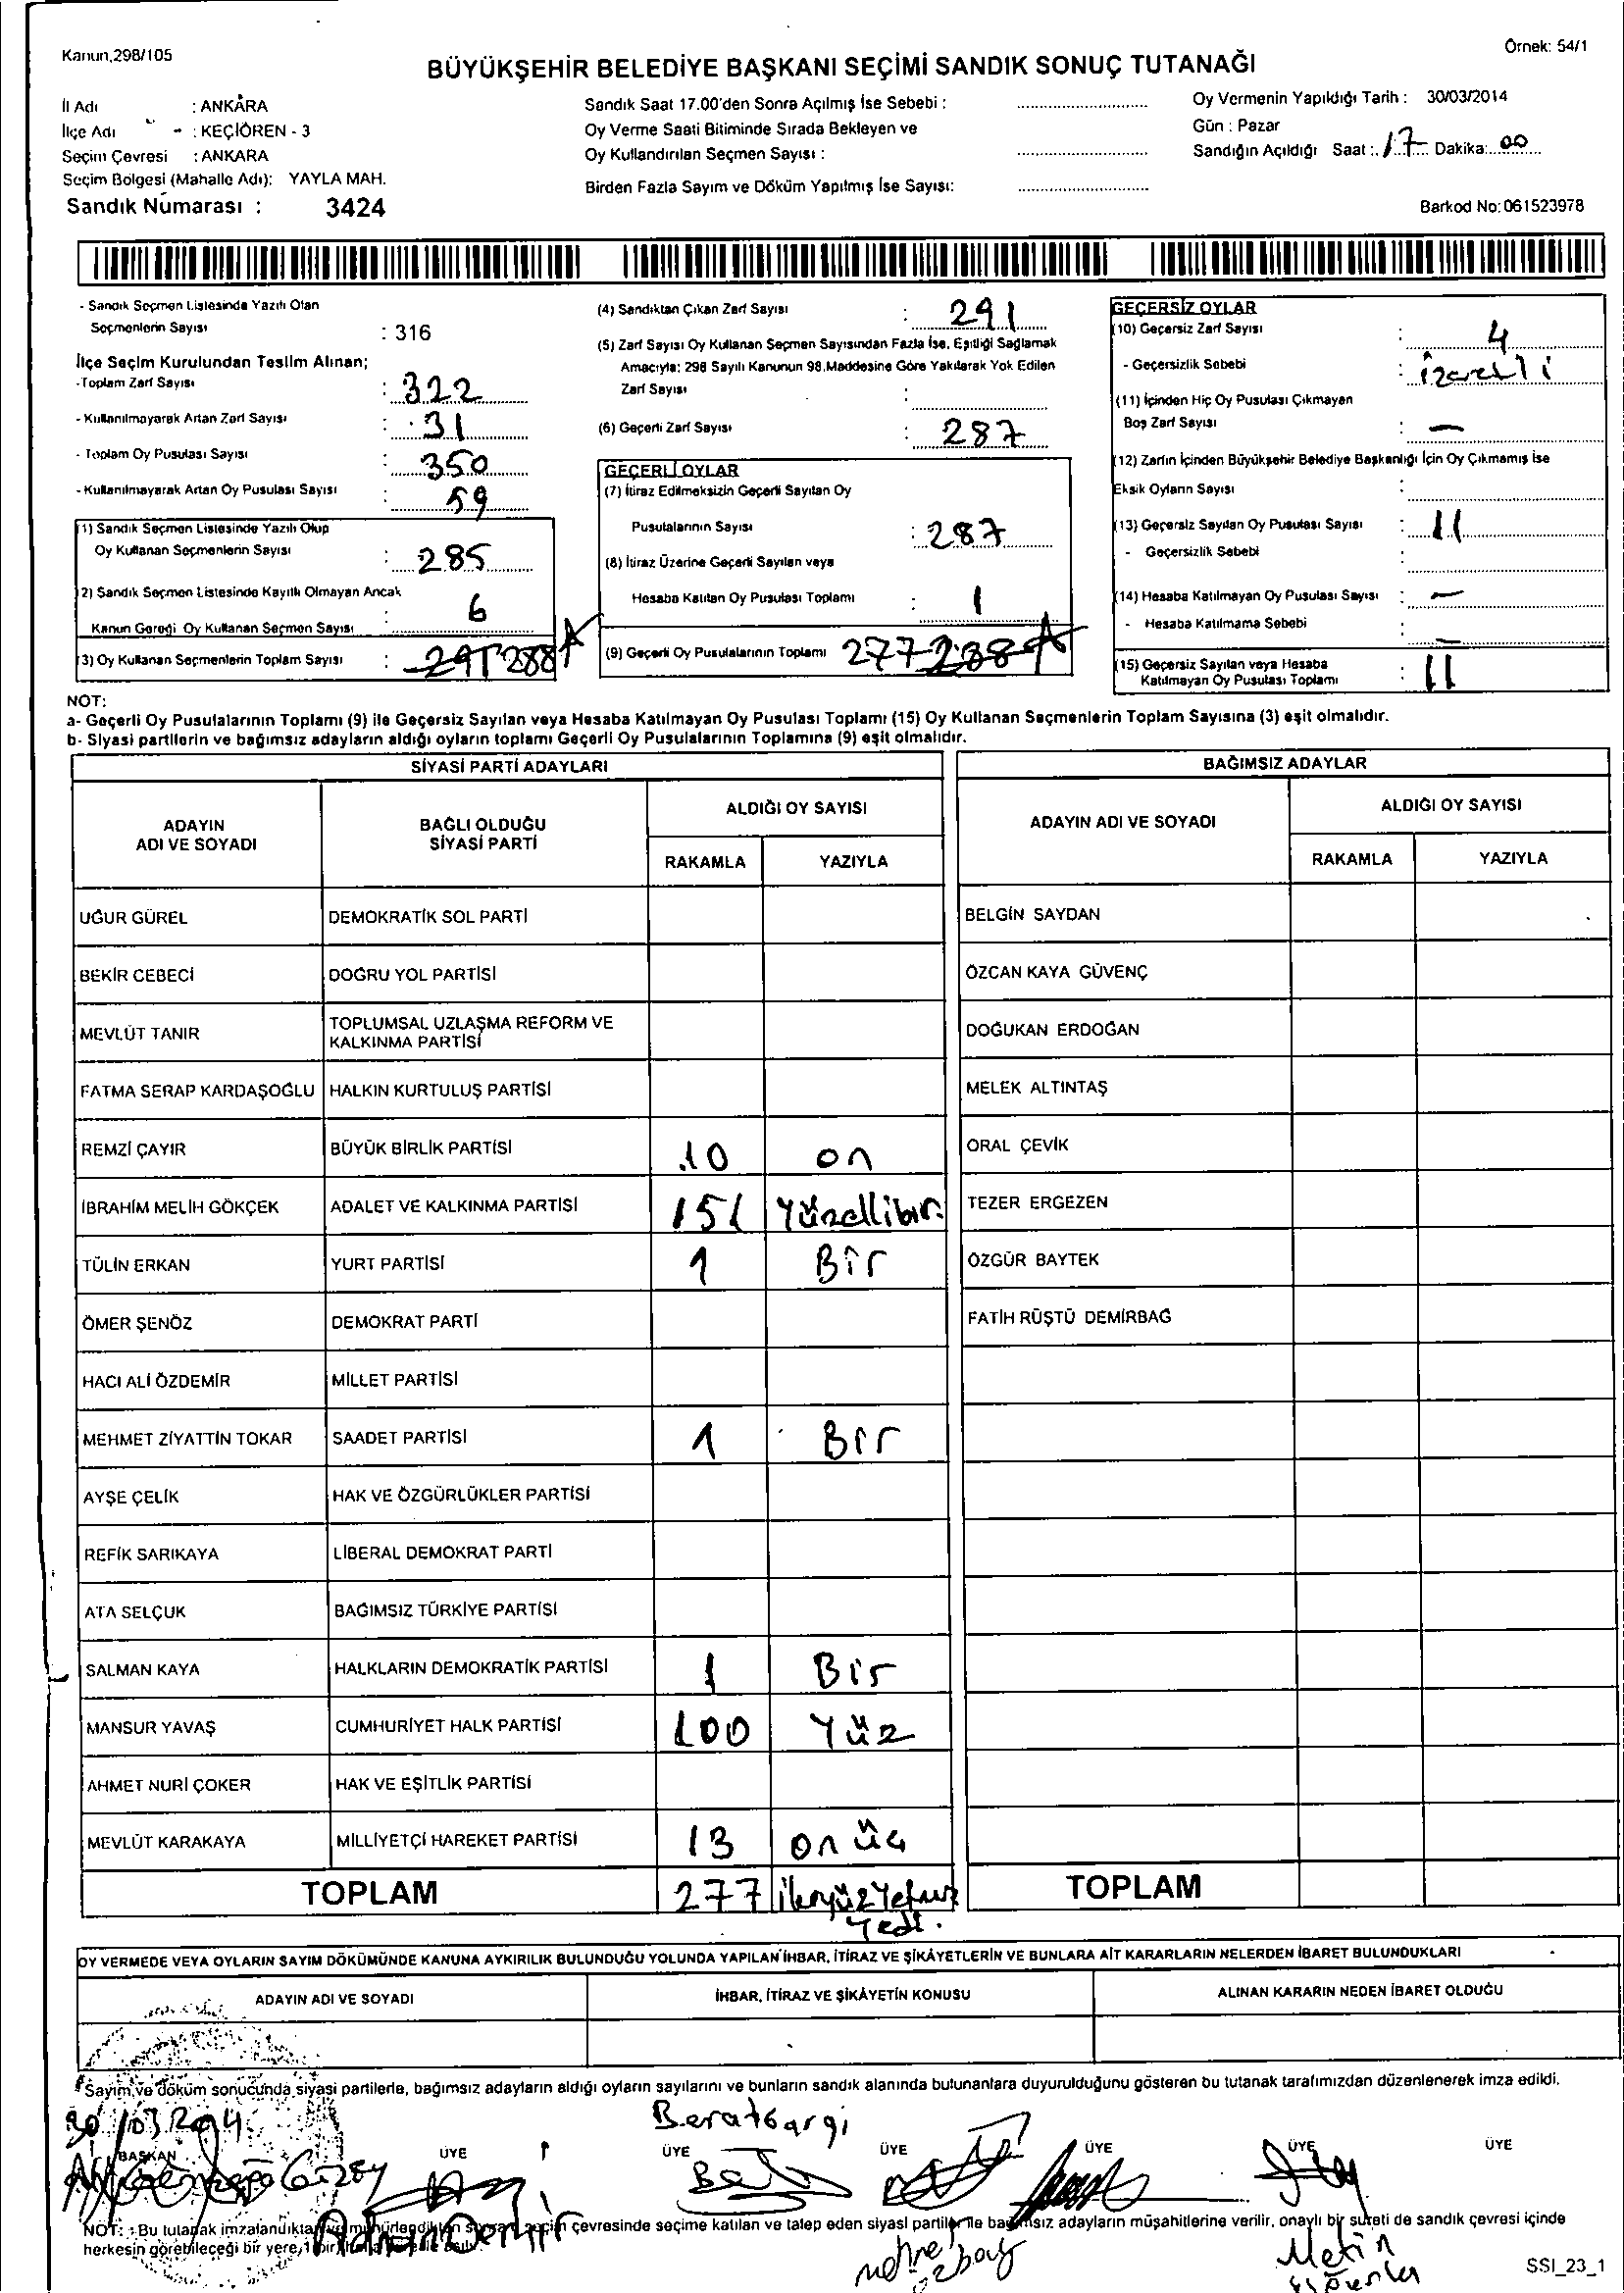 Kanun,298/105
Örnek: 54/1
BÜYÜKŞEHİR BELEDİYE BAŞKANI SEÇİMİ SANDIK SONUÇ TUTANAĞI
İl Adı : ANKARA
İlçe Adı : KEÇİÖREN - 3
Seçim Çevresi : ANKARA
Seçim Bölgesi (Mahalle Adı): YAYLA MAH.
Sandık Numarası : 3424
Sandık Saat 17.00'den Sonra Açılmış İse Sebebi :
Oy Verme Saati Bitiminde Sırada Bekleyen ve
Oy Kullandırılan Seçmen Sayısı :
Birden Fazla Sayım ve Döküm Yapılmış İse Sayısı:
Oy Vermenin Yapıldığı Tarih : 30/03/2014
Gün : Pazar
Sandığın Açıldığı Saat : 17 Dakika: 00
Barkod No: 061523978
- Sandık Seçmen Listesinde Yazılı Olan
Seçmenlerin Sayısı : 316
İlçe Seçim Kurulundan Teslim Alınan;
-Toplam Zarf Sayısı : 322
- Kullanılmayarak Artan Zarf Sayısı : 31
- Toplam Oy Pusulası Sayısı : 350
- Kullanılmayarak Artan Oy Pusulası Sayısı : 59
(1) Sandık Seçmen Listesinde Yazılı Olup
Oy Kullanan Seçmenlerin Sayısı : 285
2) Sandık Seçmen Listesinde Kayıtlı Olmayan Ancak
Kanun Gereği Oy Kullanan Seçmen Sayısı 6
(3) Oy Kullanan Seçmenlerin Toplam Sayısı : 291 288
(4) Sandıktan Çıkan Zarf Sayısı : 291
(5) Zarf Sayısı Oy Kullanan Seçmen Sayısından Fazla İse, Eşitliği Sağlamak
Amacıyla; 298 Sayılı Kanunun 98.Maddesine Göre Yakılarak Yok Edilen
Zarf Sayısı :
(6) Geçerli Zarf Sayısı : 287
GEÇERLİ OYLAR
(7) İtiraz Edilmeksizin Geçerli Sayılan Oy
Pusulalarının Sayısı : 287
(8) İtiraz Üzerine Geçerli Sayılan veya
Hesaba Katılan Oy Pusulası Toplamı : 1
(9) Geçerli Oy Pusulalarının Toplamı 277 288
GEÇERSİZ OYLAR
(10) Geçersiz Zarf Sayısı : 4
- Geçersizlik Sebebi : İzaretli
(11) İçinden Hiç Oy Pusulası Çıkmayan
Boş Zarf Sayısı : —
(12) Zarfın İçinden Büyükşehir Belediye Başkanlığı İçin Oy Çıkmamış İse
Eksik Oyların Sayısı :
(13) Geçersiz Sayılan Oy Pusulası Sayısı : 11
- Geçersizlik Sebebi :
(14) Hesaba Katılmayan Oy Pusulası Sayısı : —
- Hesaba Katılmama Sebebi : —
(15) Geçersiz Sayılan veya Hesaba
Katılmayan Oy Pusulası Toplamı : 11
NOT:
a- Geçerli Oy Pusulalarının Toplamı (9) ile Geçersiz Sayılan veya Hesaba Katılmayan Oy Pusulası Toplamı (15) Oy Kullanan Seçmenlerin Toplam Sayısına (3) eşit olmalıdır.
b- Siyasi partilerin ve bağımsız adayların aldığı oyların toplamı Geçerli Oy Pusulalarının Toplamına (9) eşit olmalıdır.
SİYASİ PARTİ ADAYLARI
ADAYIN ADI VE SOYADI
BAĞLI OLDUĞU SİYASİ PARTİ
ALDIĞI OY SAYISI
RAKAMLA YAZIYLA
UĞUR GÜREL DEMOKRATİK SOL PARTİ
BEKİR CEBECİ DOĞRU YOL PARTİSİ
MEVLÜT TANIR TOPLUMSAL UZLAŞMA REFORM VE KALKINMA PARTİSİ
FATMA SERAP KARDAŞOĞLU HALKIN KURTULUŞ PARTİSİ
REMZİ ÇAYIR BÜYÜK BİRLİK PARTİSİ 10 on
İBRAHİM MELİH GÖKÇEK ADALET VE KALKINMA PARTİSİ 151 Yüzellibir.
TÜLİN ERKAN YURT PARTİSİ 1 Bir
ÖMER ŞENÖZ DEMOKRAT PARTİ
HACI ALİ ÖZDEMİR MİLLET PARTİSİ
MEHMET ZİYATTİN TOKAR SAADET PARTİSİ 1 Bir
AYŞE ÇELİK HAK VE ÖZGÜRLÜKLER PARTİSİ
REFİK SARIKAYA LİBERAL DEMOKRAT PARTİ
ATA SELÇUK BAĞIMSIZ TÜRKİYE PARTİSİ
SALMAN KAYA HALKLARIN DEMOKRATİK PARTİSİ 1 Bir
MANSUR YAVAŞ CUMHURİYET HALK PARTİSİ 100 Yüz
AHMET NURİ ÇOKER HAK VE EŞİTLİK PARTİSİ
MEVLÜT KARAKAYA MİLLİYETÇİ HAREKET PARTİSİ 13 on üç
TOPLAM 277 ikiyüzYetmiş Yedi.
BAĞIMSIZ ADAYLAR
ADAYIN ADI VE SOYADI
ALDIĞI OY SAYISI
RAKAMLA YAZIYLA
BELGİN SAYDAN
ÖZCAN KAYA GÜVENÇ
DOĞUKAN ERDOĞAN
MELEK ALTINTAŞ
ORAL ÇEVİK
TEZER ERGEZEN
ÖZGÜR BAYTEK
FATİH RÜŞTÜ DEMİRBAĞ
TOPLAM
OY VERMEDE VEYA OYLARIN SAYIM DÖKÜMÜNDE KANUNA AYKIRILIK BULUNDUĞU YOLUNDA YAPILAN İHBAR, İTİRAZ VE ŞİKÂYETLERİN VE BUNLARA AİT KARARLARIN NELERDEN İBARET BULUNDUKLARI
ADAYIN ADI VE SOYADI
İHBAR, İTİRAZ VE ŞİKÂYETİN KONUSU
ALINAN KARARIN NEDEN İBARET OLDUĞU
Sayım ve döküm sonucunda siyasi partilerle, bağımsız adayların aldığı oyların sayılarını ve bunların sandık alanında bulunanlara duyurulduğunu gösteren bu tutanak tarafımızdan düzenlenerek imza edildi.
30/03 2014
Berat
BAŞKAN ÜYE ÜYE ÜYE ÜYE ÜYE ÜYE
Adnan Demir
NOT: - Bu tutanak imzalandıktan seçim çevresinde seçime katılan ve talep eden siyasi partiler ile bağımsız adayların müşahitlerine verilir, onaylı bir sureti de sandık çevresi içinde
herkesin görebileceği bir yere,
Metin
SSI_23_1